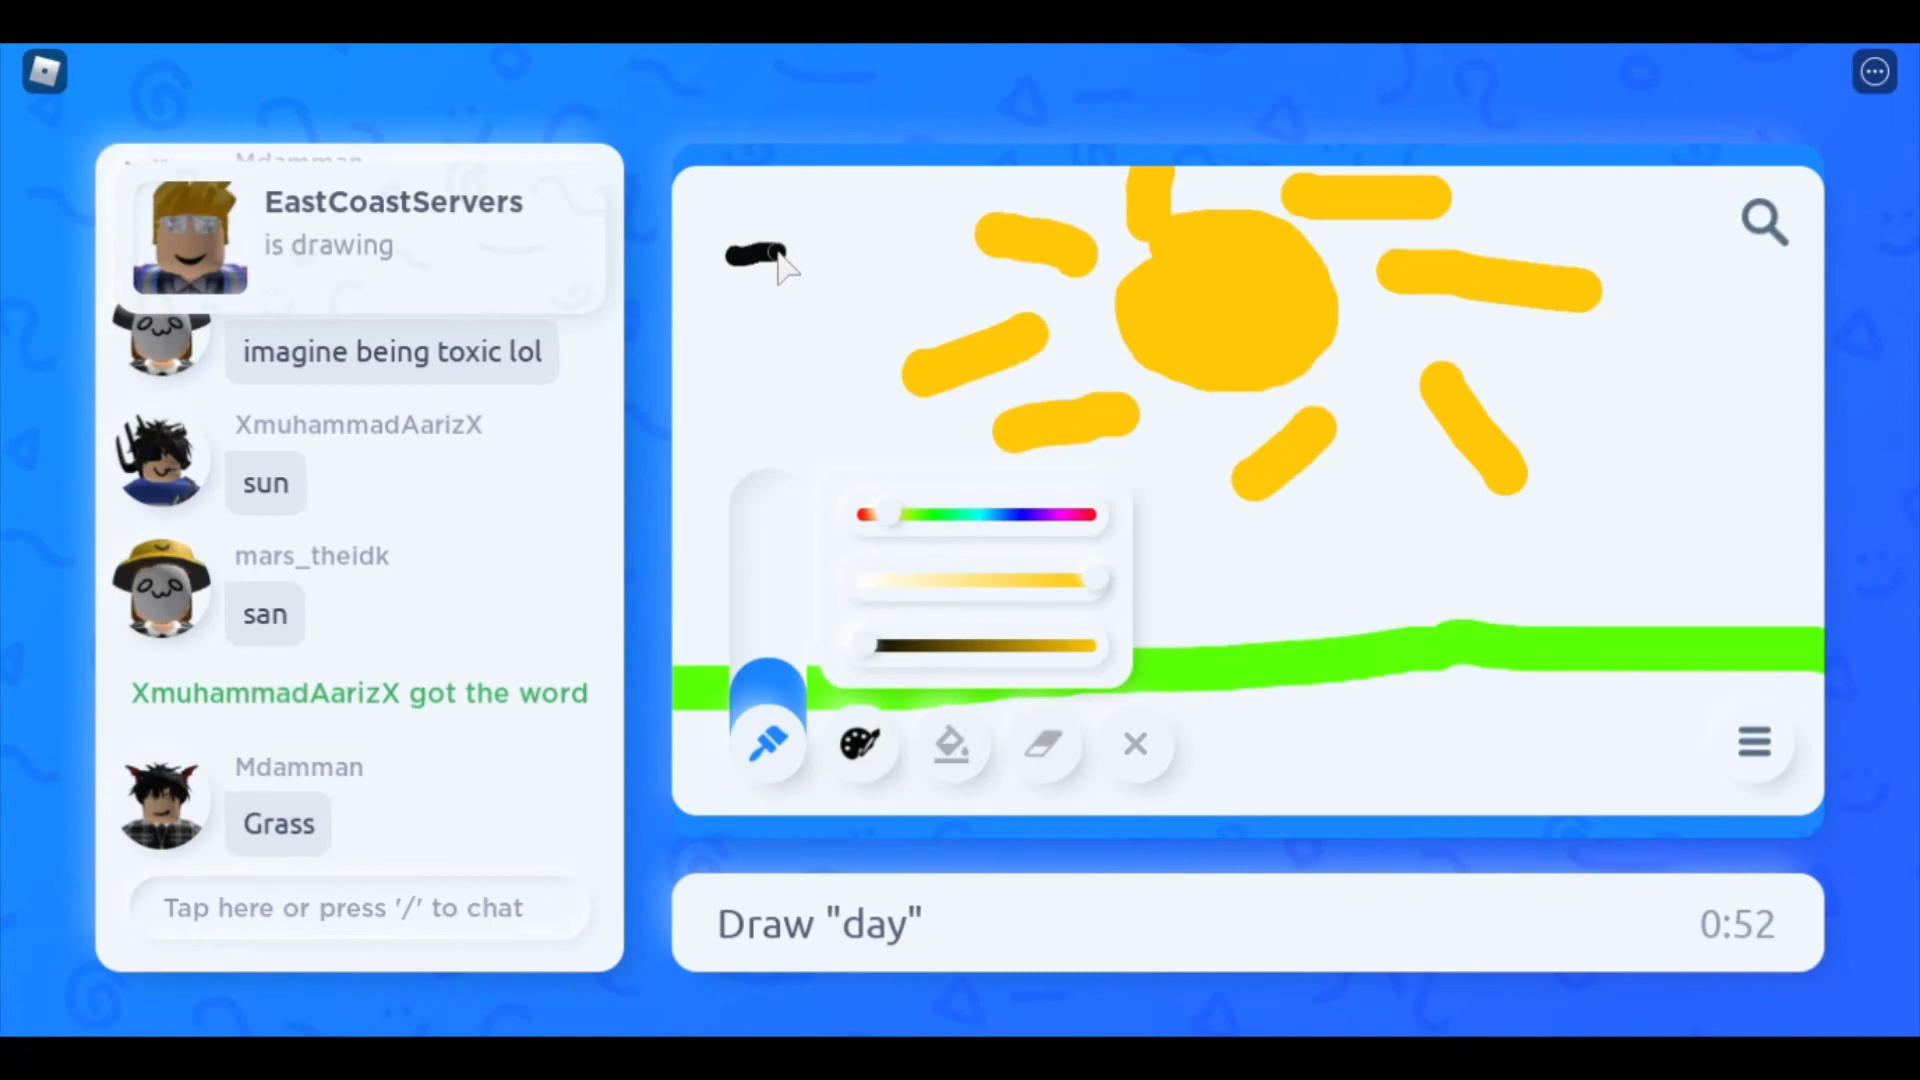 Mdamman
EastCoastServers
is drawing
imagine being toxic lol
XmuhammadAarizX
sun
mars_theidk
san
XmuhammadAarizX got the word
Mdamman
Grass
Tap here or press '/' to chat
Draw "day"
0:52